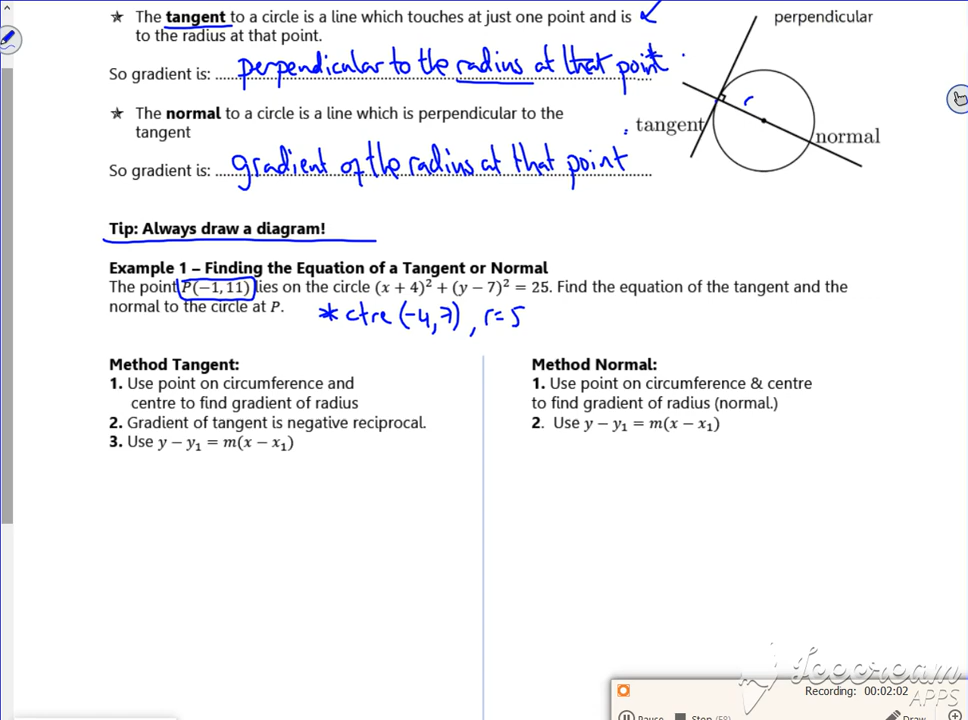 ★ The tangent to a circle is a line which touches at just one point and is
perpendicular
to the radius at that point.
So gradient is: ..... perpendicular to the radius at that point
★ The normal to a circle is a line which is perpendicular to the
tangent
tangent
normal
r
So gradient is: ..... gradient of the radius at that point
Tip: Always draw a diagram!
Example 1 – Finding the Equation of a Tangent or Normal
The point P(−1, 11) lies on the circle (x + 4)² + (y − 7)² = 25. Find the equation of the tangent and the
normal to the circle at P.
* ctre (-4,7), r=5
Method Tangent:
1. Use point on circumference and
centre to find gradient of radius
2. Gradient of tangent is negative reciprocal.
3. Use y − y₁ = m(x − x₁)
Method Normal:
1. Use point on circumference & centre
to find gradient of radius (normal.)
2. Use y − y₁ = m(x − x₁)
Icecream
APPS
Recording: 00:02:02
Pause
Stop (F8)
Draw